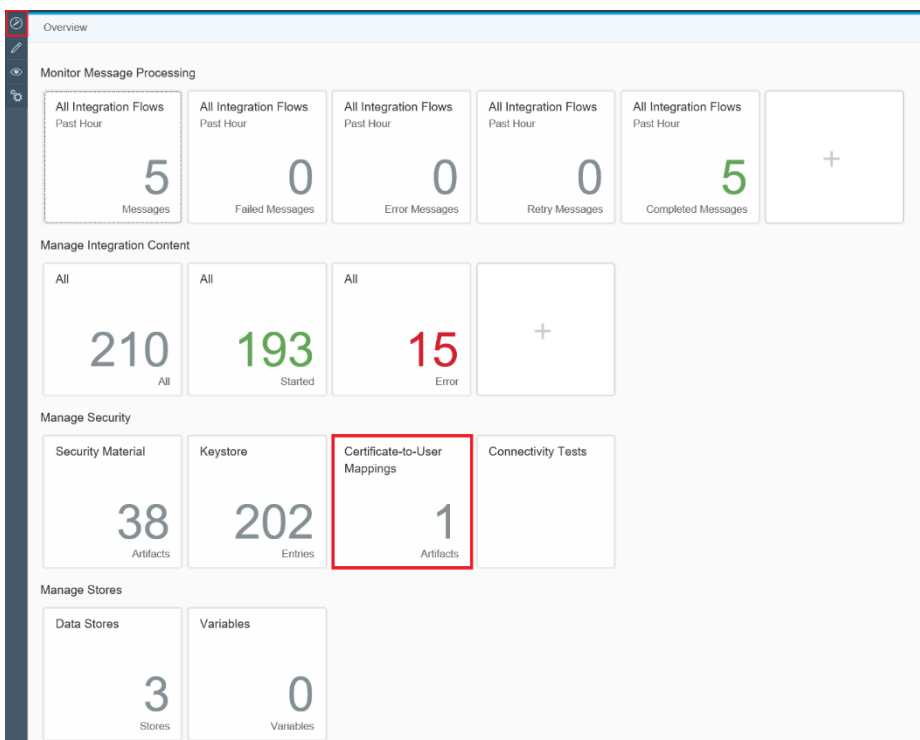 Overview
Monitor Message Processing
All Integration Flows
Past Hour
5
Messages
All Integration Flows
Past Hour
0
Failed Messages
All Integration Flows
Past Hour
0
Error Messages
All Integration Flows
Past Hour
0
Retry Messages
All Integration Flows
Past Hour
5
Completed Messages
+
Manage Integration Content
All
210
All
All
193
Started
All
15
Error
+
Manage Security
Security Material
38
Artifacts
Keystore
202
Entries
Certificate-to-User
Mappings
1
Artifacts
Connectivity Tests
Manage Stores
Data Stores
3
Stores
Variables
0
Variables